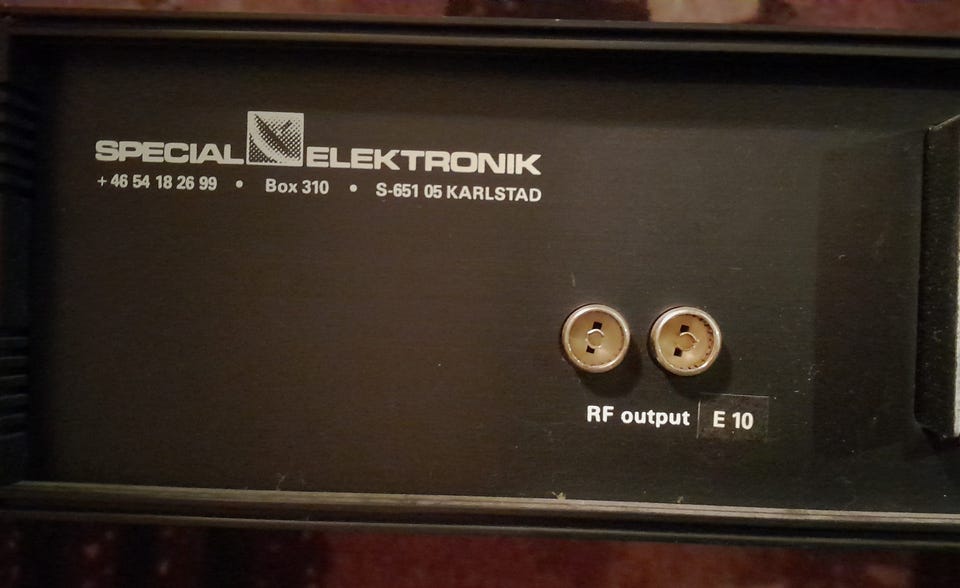 SPECIAL ELEKTRONIK
+ 46 54 18 26 99 • Box 310 • S-651 05 KARLSTAD
RF output E 10